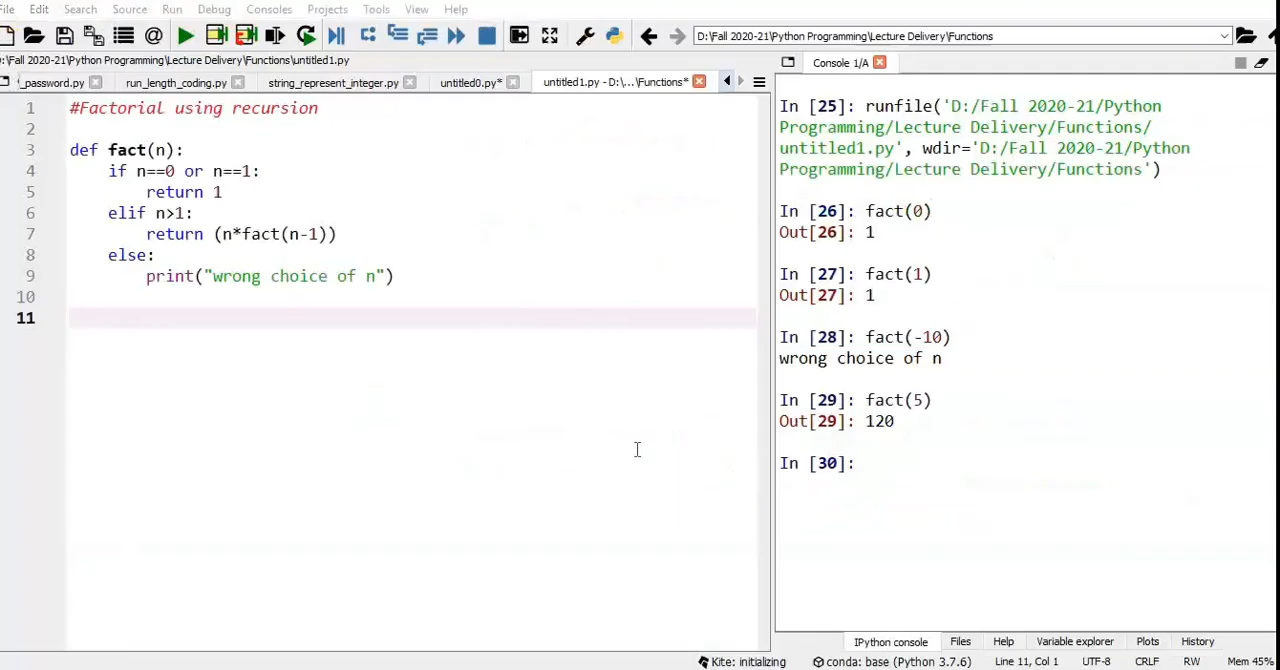 File Edit Search Source Run Debug Consoles Projects Tools View Help
D:\Fall 2020-21\Python Programming\Lecture Delivery\Functions
:\Fall 2020-21\Python Programming\Lecture Delivery\Functions\untitled1.py
_password.py run_length_coding.py string_represent_integer.py untitled0.py* untitled1.py - D:\...\Functions*
1 #Factorial using recursion
2
3 def fact(n):
4 if n==0 or n==1:
5 return 1
6 elif n>1:
7 return (n*fact(n-1))
8 else:
9 print("wrong choice of n")
10
11
Console 1/A
In [25]: runfile('D:/Fall 2020-21/Python
Programming/Lecture Delivery/Functions/
untitled1.py', wdir='D:/Fall 2020-21/Python
Programming/Lecture Delivery/Functions')
In [26]: fact(0)
Out[26]: 1
In [27]: fact(1)
Out[27]: 1
In [28]: fact(-10)
wrong choice of n
In [29]: fact(5)
Out[29]: 120
In [30]:
IPython console Files Help Variable explorer Plots History
Kite: initializing conda: base (Python 3.7.6) Line 11, Col 1 UTF-8 CRLF RW Mem 45%